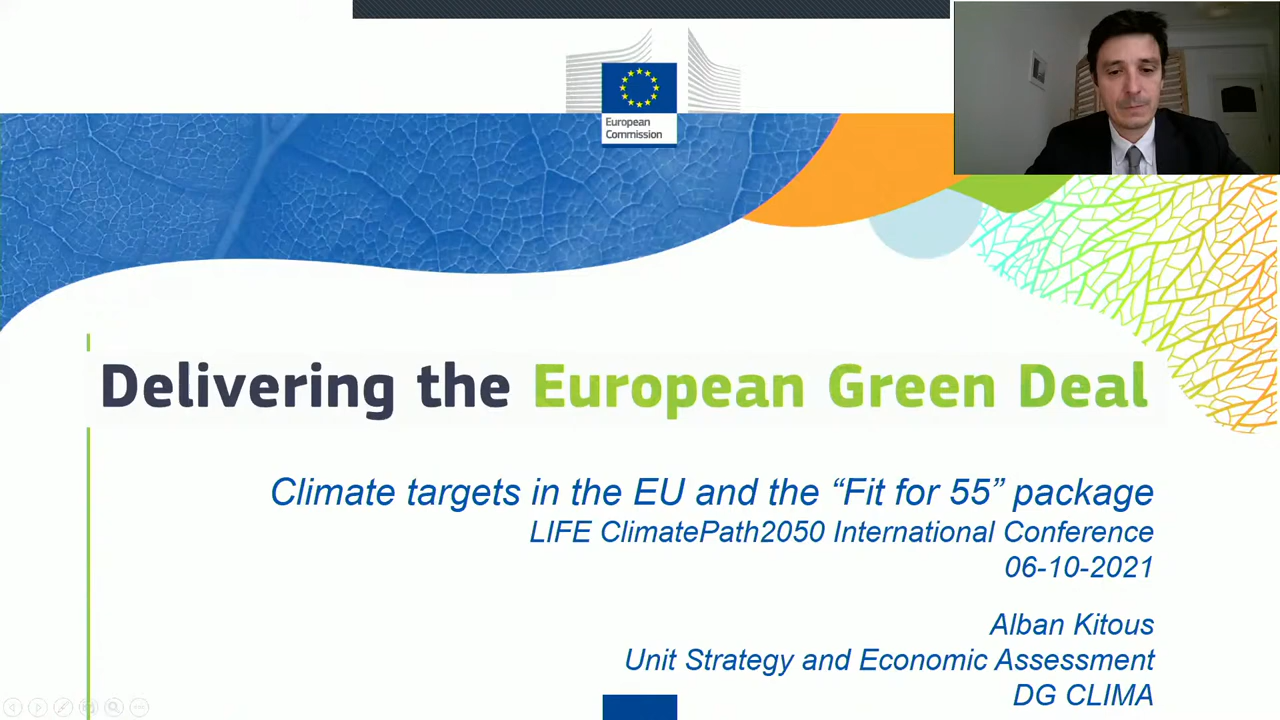 European
Commission
Delivering the European Green Deal
Climate targets in the EU and the “Fit for 55” package
LIFE ClimatePath2050 International Conference
06-10-2021
Alban Kitous
Unit Strategy and Economic Assessment
DG CLIMA